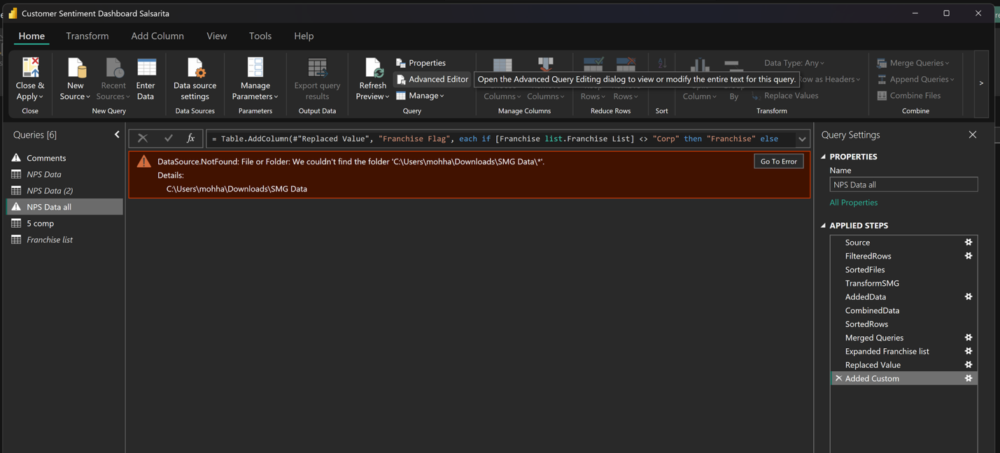 Customer Sentiment Dashboard Salsarita
Home Transform Add Column View Tools Help
Close & Apply
Close
New Source
Recent Sources
Enter Data
New Query
Data source settings
Data Sources
Manage Parameters
Parameters
Export query results
Output Data
Refresh Preview
Properties
Advanced Editor
Manage
Query
Open the Advanced Query Editing dialog to view or modify the entire text for this query.
Columns
Columns
Manage Columns
Rows
Rows
Reduce Rows
Sort
Column
By
Data Type: Any
ow as Headers
Replace Values
Transform
Merge Queries
Append Queries
Combine Files
Combine
Queries [6]
Comments
NPS Data
NPS Data (2)
NPS Data all
5 comp
Franchise list
fx
= Table.AddColumn(#"Replaced Value", "Franchise Flag", each if [Franchise list.Franchise List] <> "Corp" then "Franchise" else
DataSource.NotFound: File or Folder: We couldn't find the folder 'C:\Users\mohha\Downloads\SMG Data\*'.
Details:
C:\Users\mohha\Downloads\SMG Data
Go To Error
Query Settings
PROPERTIES
Name
NPS Data all
All Properties
APPLIED STEPS
Source
FilteredRows
SortedFiles
TransformSMG
AddedData
CombinedData
SortedRows
Merged Queries
Expanded Franchise list
Replaced Value
Added Custom